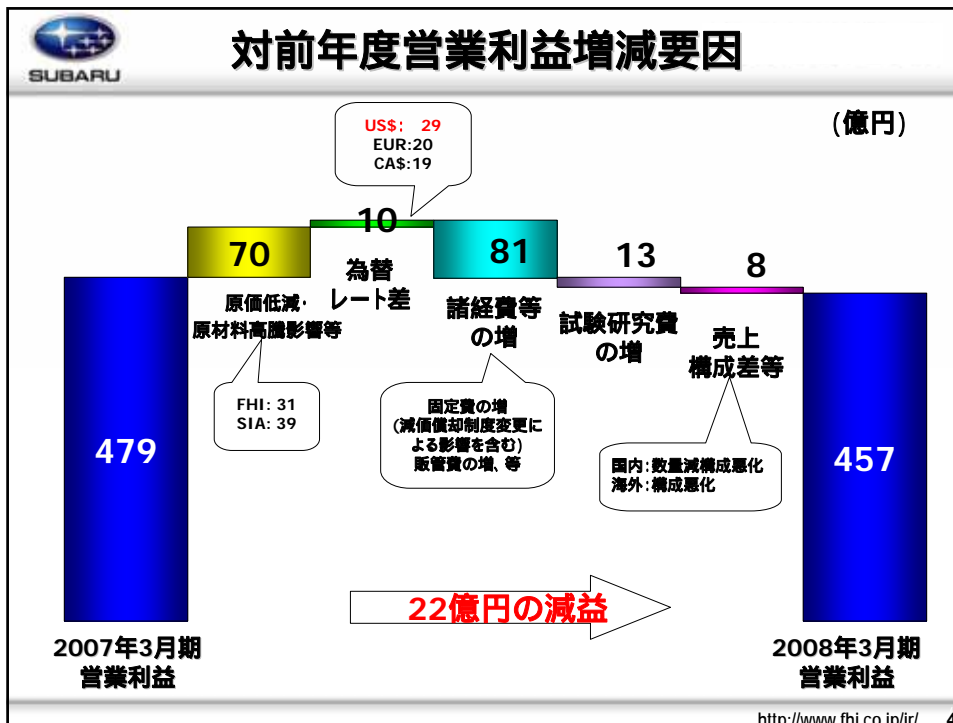 SUBARU
対前年度営業利益増減要因
(億円)
US$: 29
EUR:20
CA$:19
70
10
81
13
8
原価低減・
原材料高騰影響等
為替
レート差
諸経費等
の増
試験研究費
の増
売上
構成差等
FHI: 31
SIA: 39
固定費の増
(減価償却制度変更に
よる影響を含む)
販管費の増、等
国内:数量減構成悪化
海外:構成悪化
479
457
22億円の減益
2007年3月期
営業利益
2008年3月期
営業利益
http://www.fhi.co.jp/ir/ 4